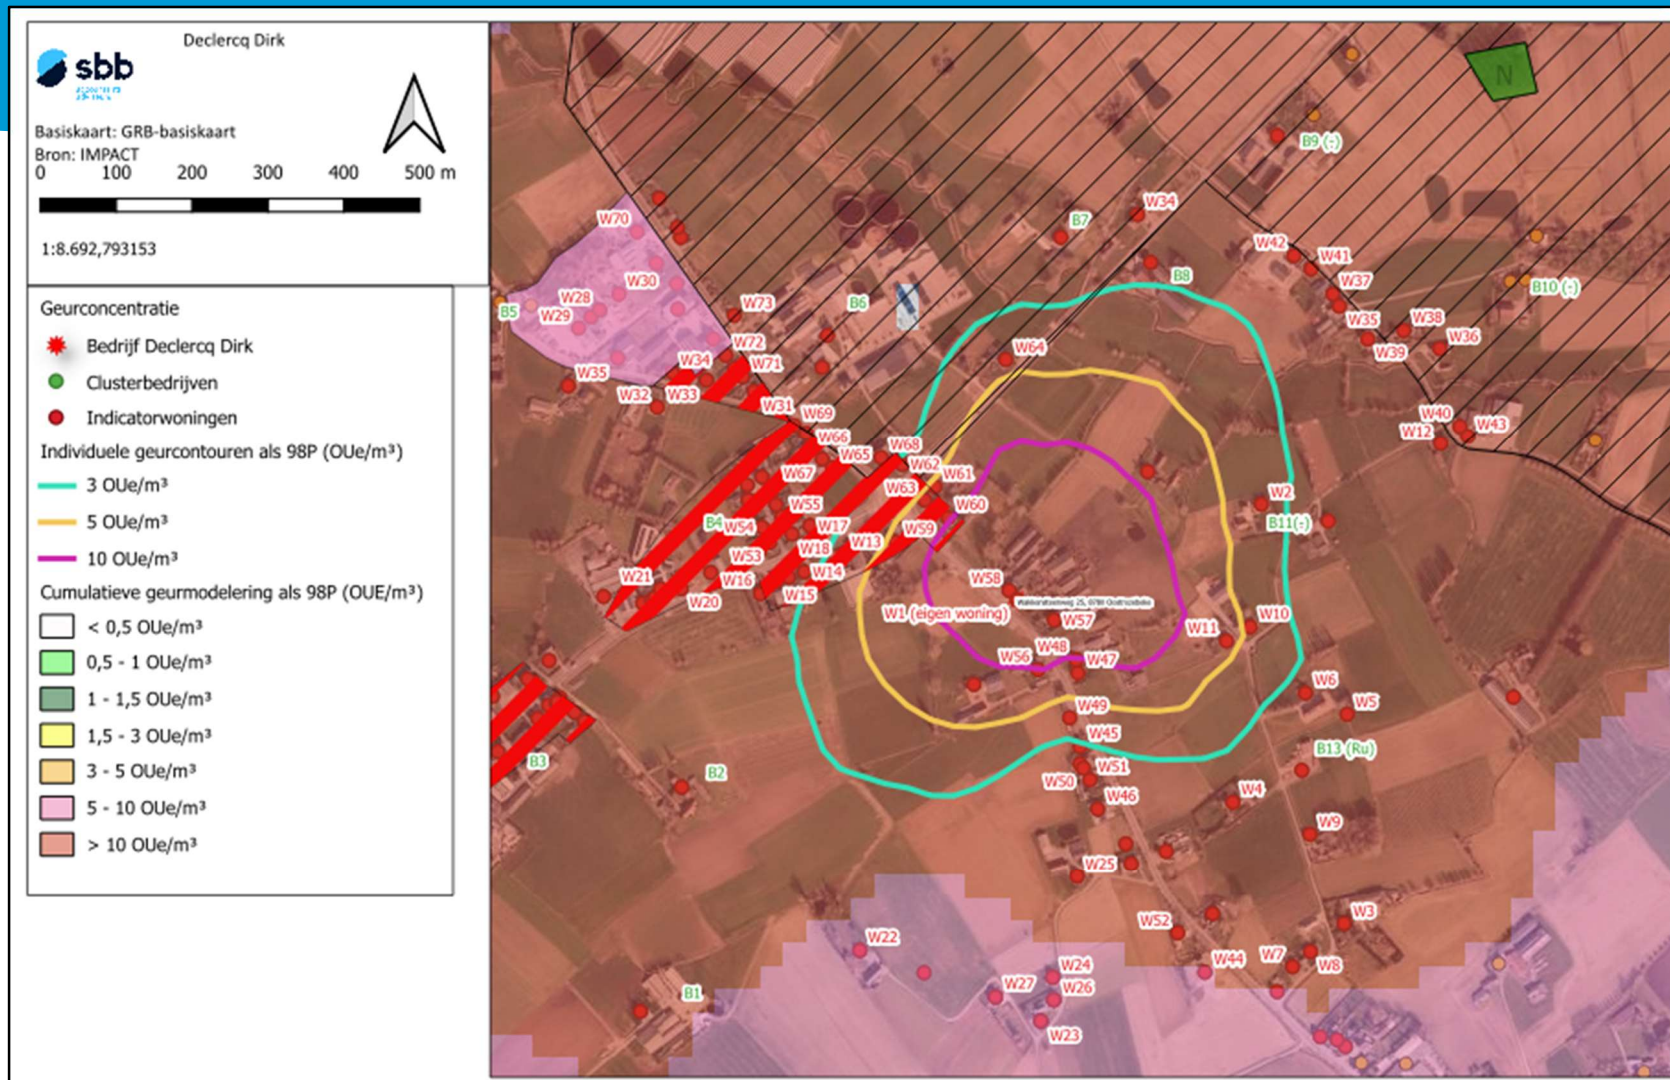 Declercq Dirk
sbb
Basiskaart: GRB-basiskaart
Bron: IMPACT
0 100 200 300 400 500 m
1:8.692,793153
Geurconcentratie
Bedrijf Declercq Dirk
Clusterbedrijven
Indicatorwoningen
Individuele geurcontouren als 98P (OUe/m³)
3 OUe/m³
5 OUe/m³
10 OUe/m³
Cumulatieve geurmodelering als 98P (OUE/m³)
< 0,5 OUe/m³
0,5 - 1 OUe/m³
1 - 1,5 OUe/m³
1,5 - 3 OUe/m³
3 - 5 OUe/m³
5 - 10 OUe/m³
> 10 OUe/m³
N
B9 (-)
W34
W70
B7
W42
W41
B8
W30
W37
B10 (-)
W28
B6
W73
B5
W29
W35
W38
W72
W36
W64
W39
W34
W71
W35
W32
W33
W31
W69
W40
W43
W12
W66
W68
W65
W62
W67
W61
W63
W2
W55
W60
B4
W54
W17
W59
B11(-)
W13
W18
W53
W14
W16
W21
W58
W15
W20
W1 (eigen woning)
W57
W10
W11
W48
W56
W47
W6
W5
W49
W45
B13 (Ru)
B3
B2
W51
W50
W4
W46
W9
W25
W3
W52
W22
W44
W7
W24
W8
W27
W26
B1
W23